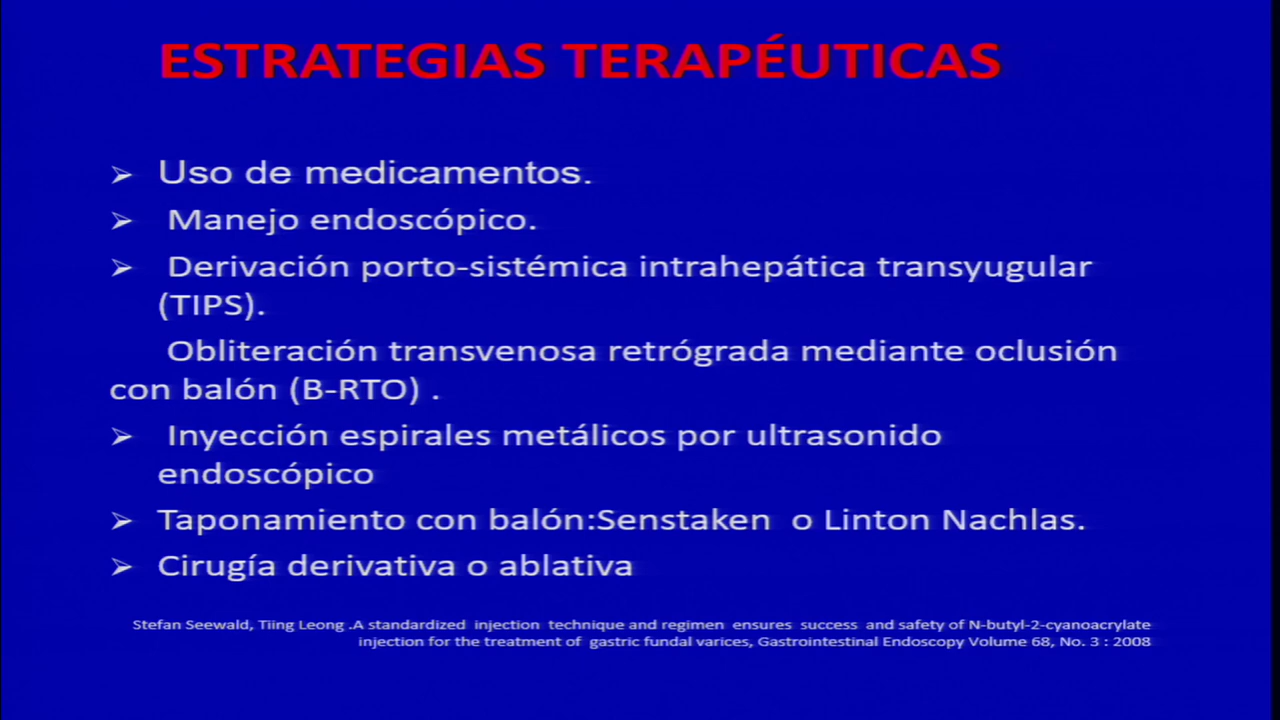 ESTRATEGIAS TERAPÉUTICAS
➢ Uso de medicamentos.
➢ Manejo endoscópico.
➢ Derivación porto-sistémica intrahepática transyugular
(TIPS).
Obliteración transvenosa retrógrada mediante oclusión
con balón (B-RTO) .
➢ Inyección espirales metálicos por ultrasonido
endoscópico
➢ Taponamiento con balón:Senstaken o Linton Nachlas.
➢ Cirugía derivativa o ablativa
Stefan Seewald, Tiing Leong .A standardized injection technique and regimen ensures success and safety of N-butyl-2-cyanoacrylate
injection for the treatment of gastric fundal varices, Gastrointestinal Endoscopy Volume 68, No. 3 : 2008